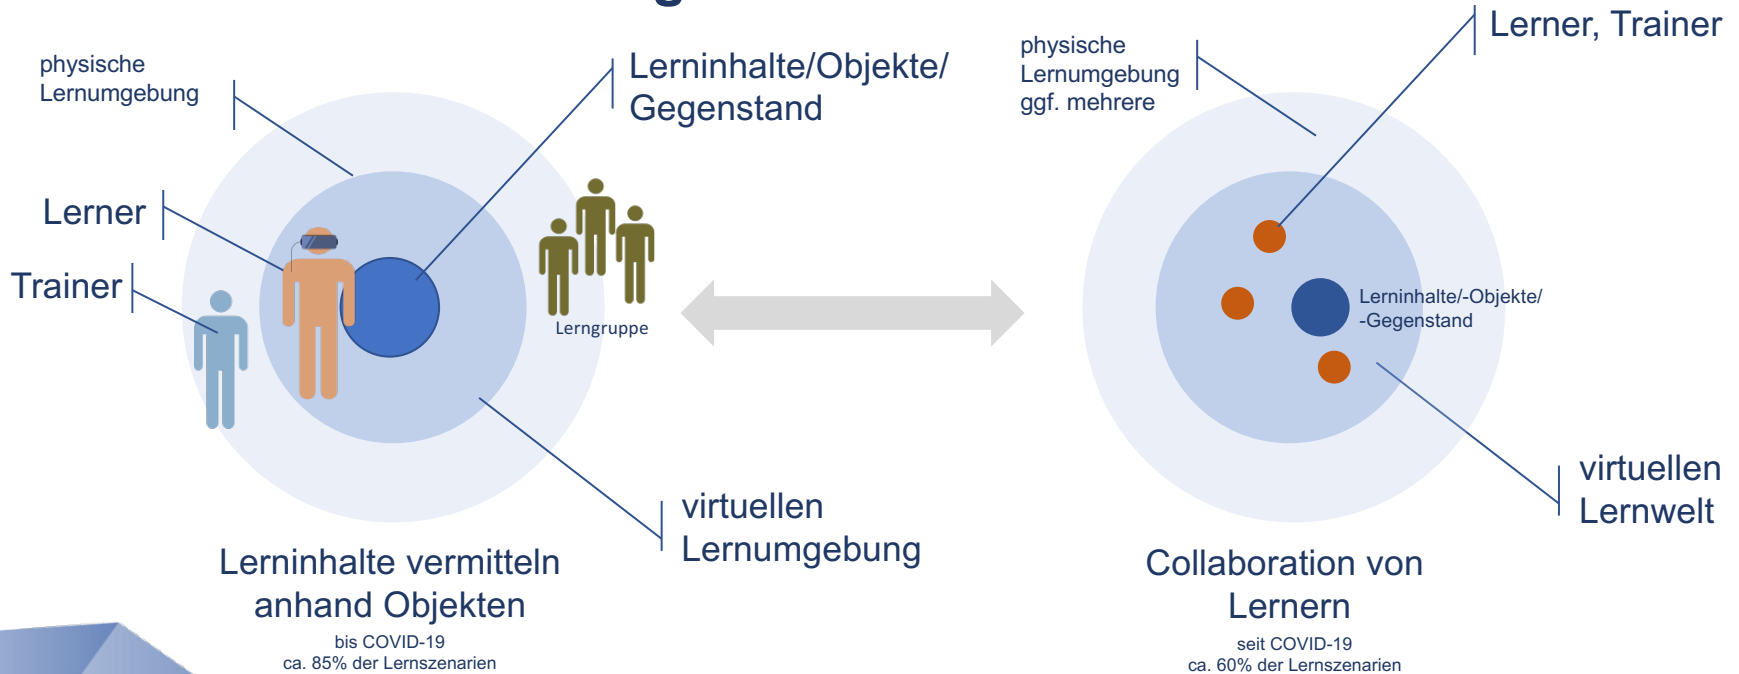 physische
Lernumgebung
Lerninhalte/Objekte/
Gegenstand
Lerner
Trainer
Lerngruppe
virtuellen
Lernumgebung
Lerninhalte vermitteln
anhand Objekten
bis COVID-19
ca. 85% der Lernszenarien
physische
Lernumgebung
ggf. mehrere
Lerner, Trainer
Lerninhalte/-Objekte/
-Gegenstand
virtuellen
Lernwelt
Collaboration von
Lernern
seit COVID-19
ca. 60% der Lernszenarien